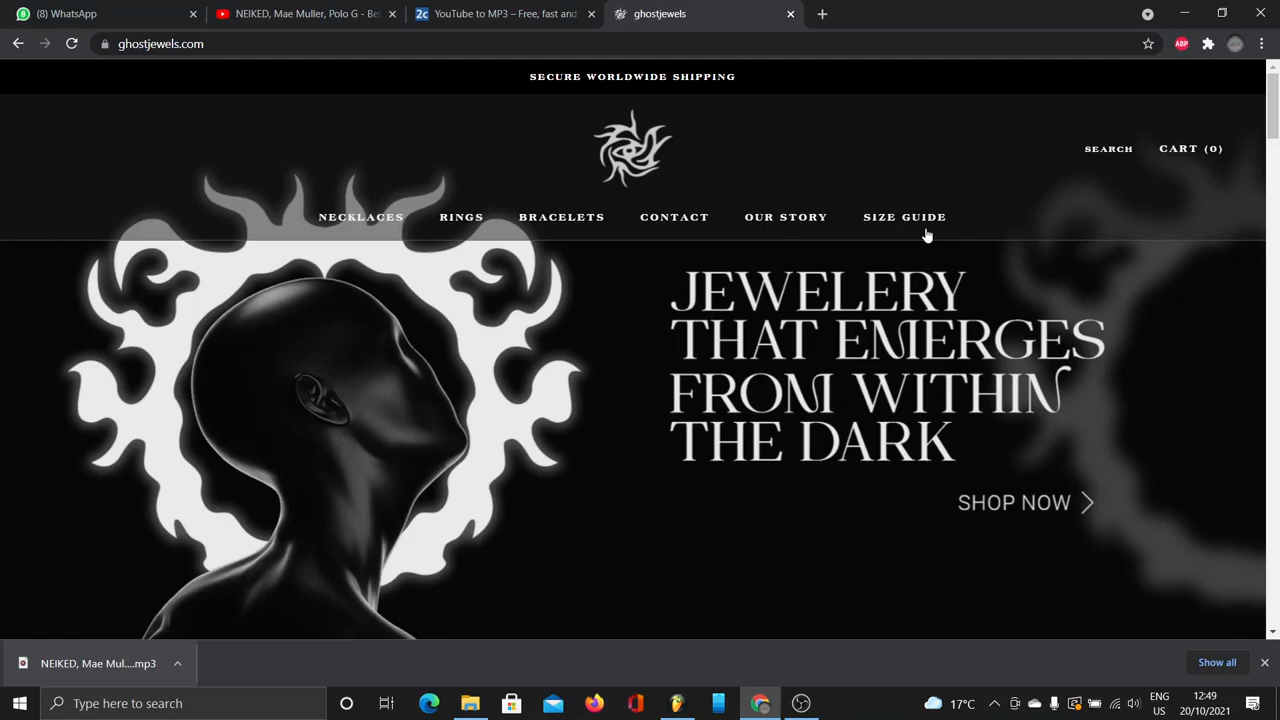 (8) WhatsApp
NEIKED, Mae Muller, Polo G - Be
2c YouTube to MP3 – Free, fast and
ghostjewels
ghostjewels.com
ABP
SECURE WORLDWIDE SHIPPING
SEARCH
CART (0)
NECKLACES RINGS BRACELETS CONTACT OUR STORY SIZE GUIDE
JEWELERY
THAT EMERGES
FROM WITHIN
THE DARK
SHOP NOW
NEIKED, Mae Mul....mp3
Show all
Type here to search
17°C
ENG
US
12:49
20/10/2021